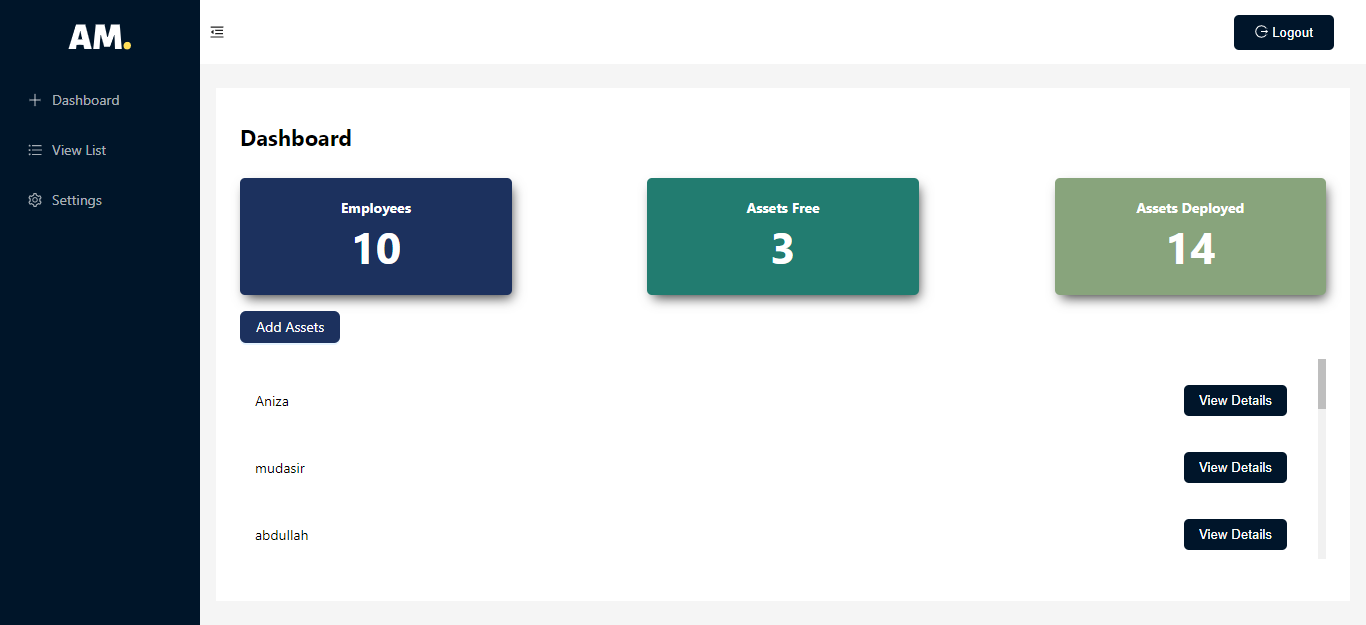 AM.
Logout
Dashboard
View List
Settings
Dashboard
Employees
10
Assets Free
3
Assets Deployed
14
Add Assets
Aniza
View Details
mudasir
View Details
abdullah
View Details